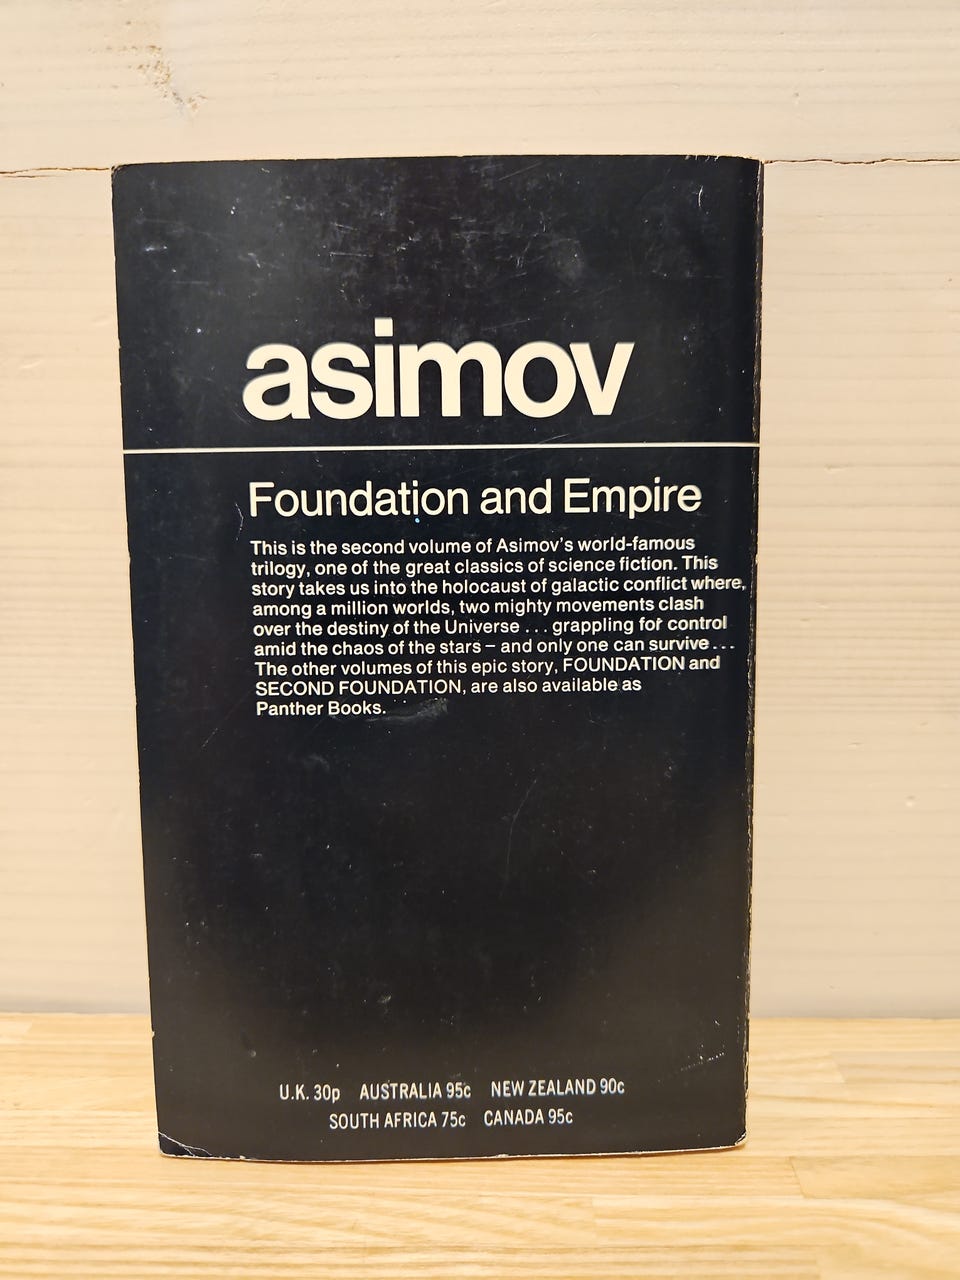 asimov
Foundation and Empire
This is the second volume of Asimov's world-famous
trilogy, one of the great classics of science fiction. This
story takes us into the holocaust of galactic conflict where,
among a million worlds, two mighty movements clash
over the destiny of the Universe ... grappling for control
amid the chaos of the stars – and only one can survive...
The other volumes of this epic story, FOUNDATION and
SECOND FOUNDATION, are also available as
Panther Books.
U.K. 30p AUSTRALIA 95c NEW ZEALAND 90c
SOUTH AFRICA 75c CANADA 95c